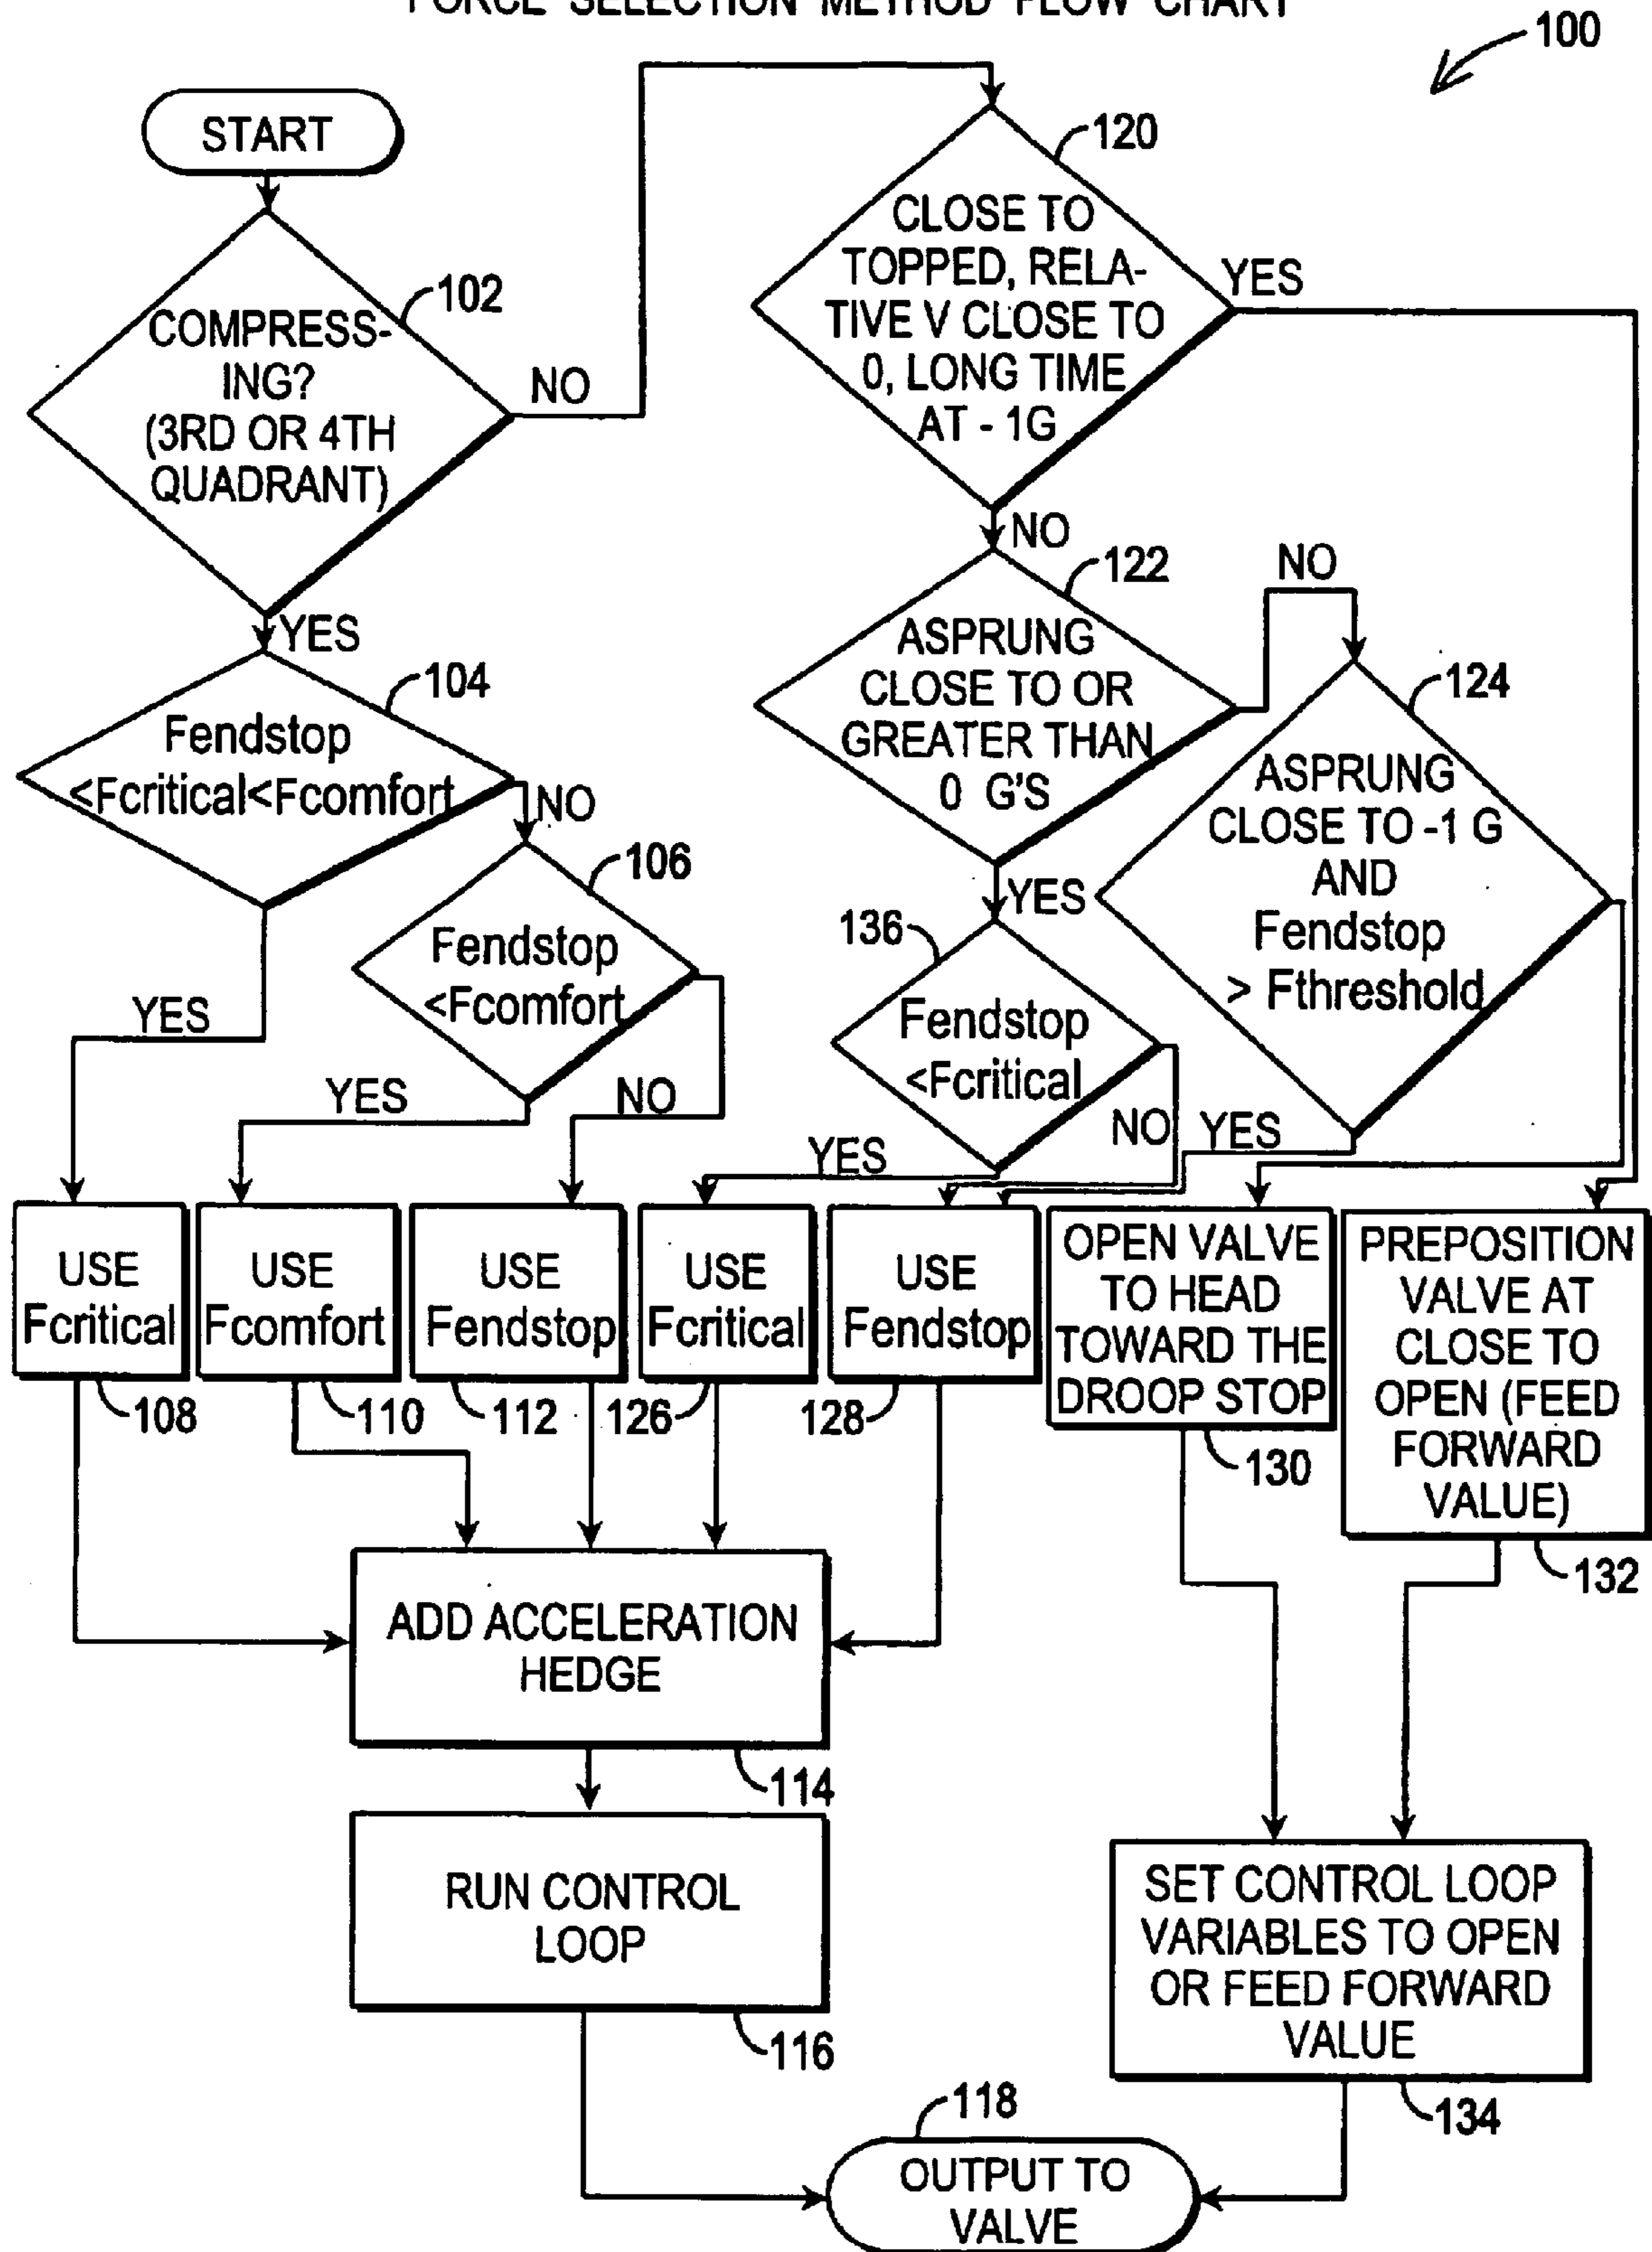 FORCE SELECTION METHOD FLOW CHART
100
START
COMPRESS-
ING?
(3RD OR 4TH
QUADRANT)
102
NO
YES
Fendstop
<Fcritical<Fcomfort
104
NO
YES
Fendstop
<Fcomfort
106
YES
NO
CLOSE TO
TOPPED, RELA-
TIVE V CLOSE TO
0, LONG TIME
AT - 1G
120
YES
NO
ASPRUNG
CLOSE TO OR
GREATER THAN
0 G'S
122
NO
YES
ASPRUNG
CLOSE TO -1 G
AND
Fendstop
> Fthreshold
124
YES
136
Fendstop
<Fcritical
YES
NO
USE
Fcritical
108
USE
Fcomfort
110
USE
Fendstop
112
USE
Fcritical
126
USE
Fendstop
128
OPEN VALVE
TO HEAD
TOWARD THE
DROOP STOP
130
PREPOSITION
VALVE AT
CLOSE TO
OPEN (FEED
FORWARD
VALUE)
132
ADD ACCELERATION
HEDGE
114
RUN CONTROL
LOOP
116
SET CONTROL LOOP
VARIABLES TO OPEN
OR FEED FORWARD
VALUE
134
118
OUTPUT TO
VALVE